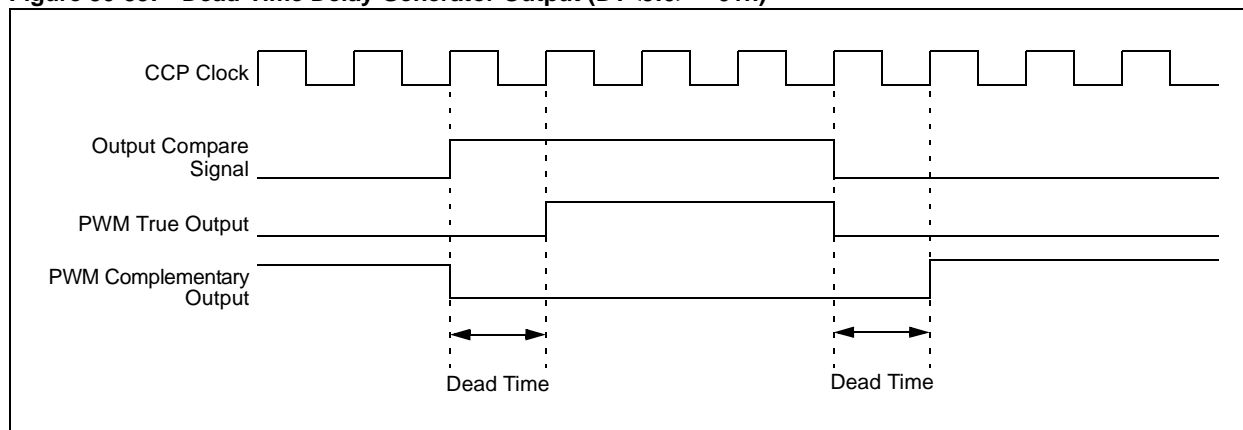 CCP Clock
Output Compare
Signal
PWM True Output
PWM Complementary
Output
Dead Time
Dead Time